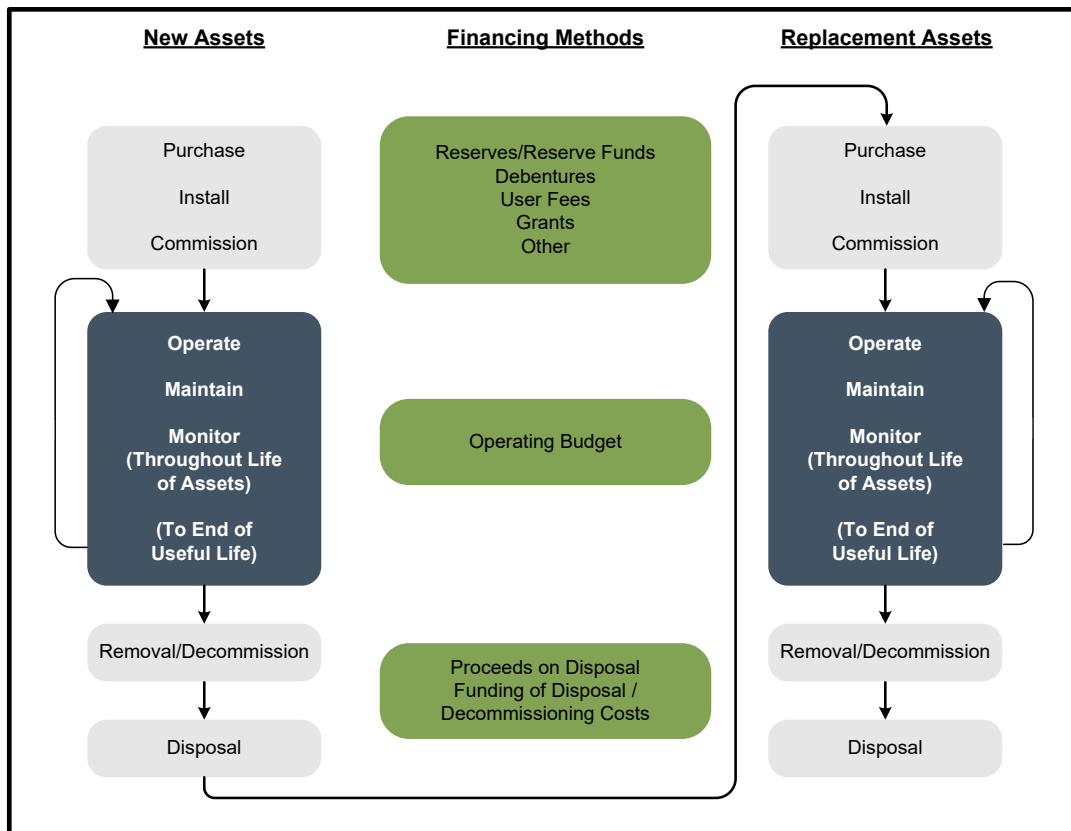 New Assets
Purchase
Install
Commission
Operate
Maintain
Monitor
(Throughout Life
of Assets)
(To End of
Useful Life)
Removal/Decommission
Disposal
Financing Methods
Reserves/Reserve Funds
Debentures
User Fees
Grants
Other
Operating Budget
Proceeds on Disposal
Funding of Disposal /
Decommissioning Costs
Replacement Assets
Purchase
Install
Commission
Operate
Maintain
Monitor
(Throughout Life
of Assets)
(To End of
Useful Life)
Removal/Decommission
Disposal